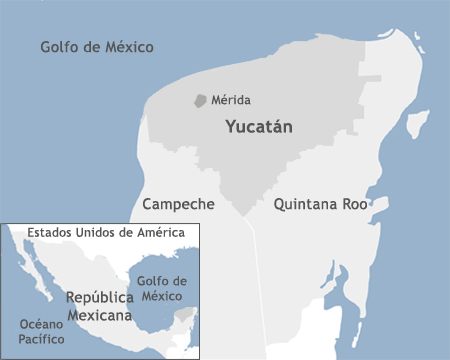 Golfo de México
Mérida
Yucatán
Campeche
Quintana Roo
Estados Unidos de América
Golfo de
México
República
Mexicana
Océano
Pacífico